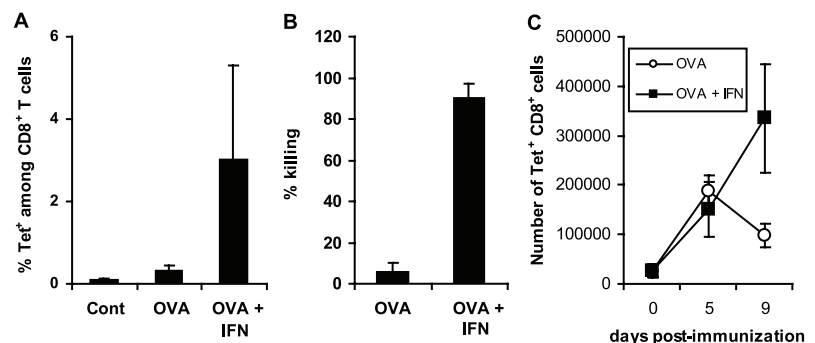 A
% Tet⁺ among CD8⁺ T cells
6
4
2
0
Cont
OVA
OVA +
IFN
B
% killing
120
100
80
60
40
20
0
OVA
OVA +
IFN
C
Number of Tet⁺ CD8⁺ cells
500000
400000
300000
200000
100000
0
OVA
OVA + IFN
0
5
9
days post-immunization